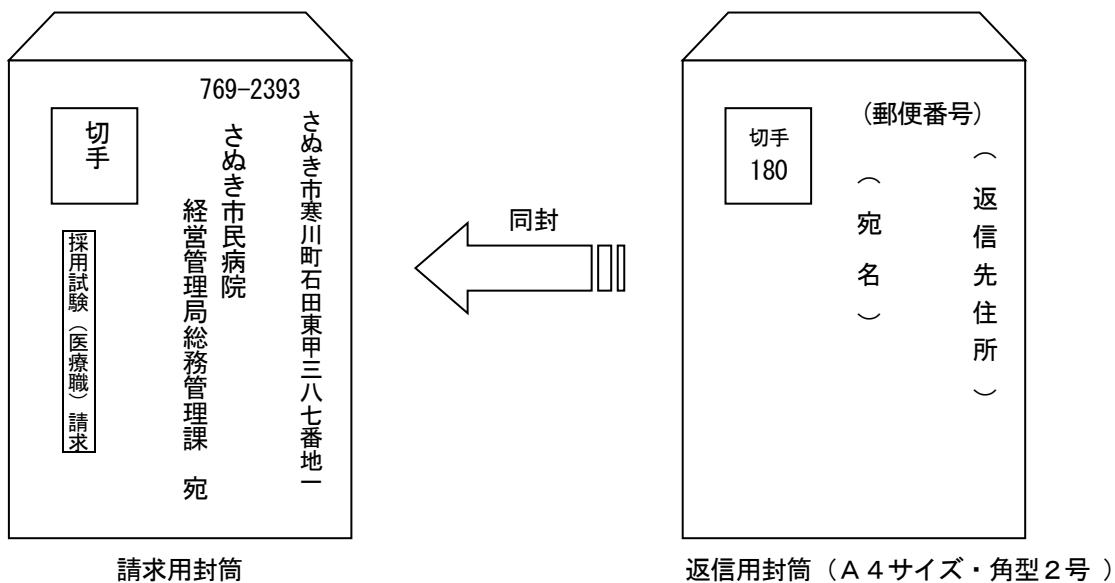 769-2393
さぬき市寒川町石田東甲三八七番地一
さぬき市民病院
経営管理局総務管理課 宛
切手
採用試験（医療職）請求
請求用封筒
同封
（郵便番号）
（返信先住所）
（宛名）
切手
180
返信用封筒（Ａ４サイズ・角型２号 ）